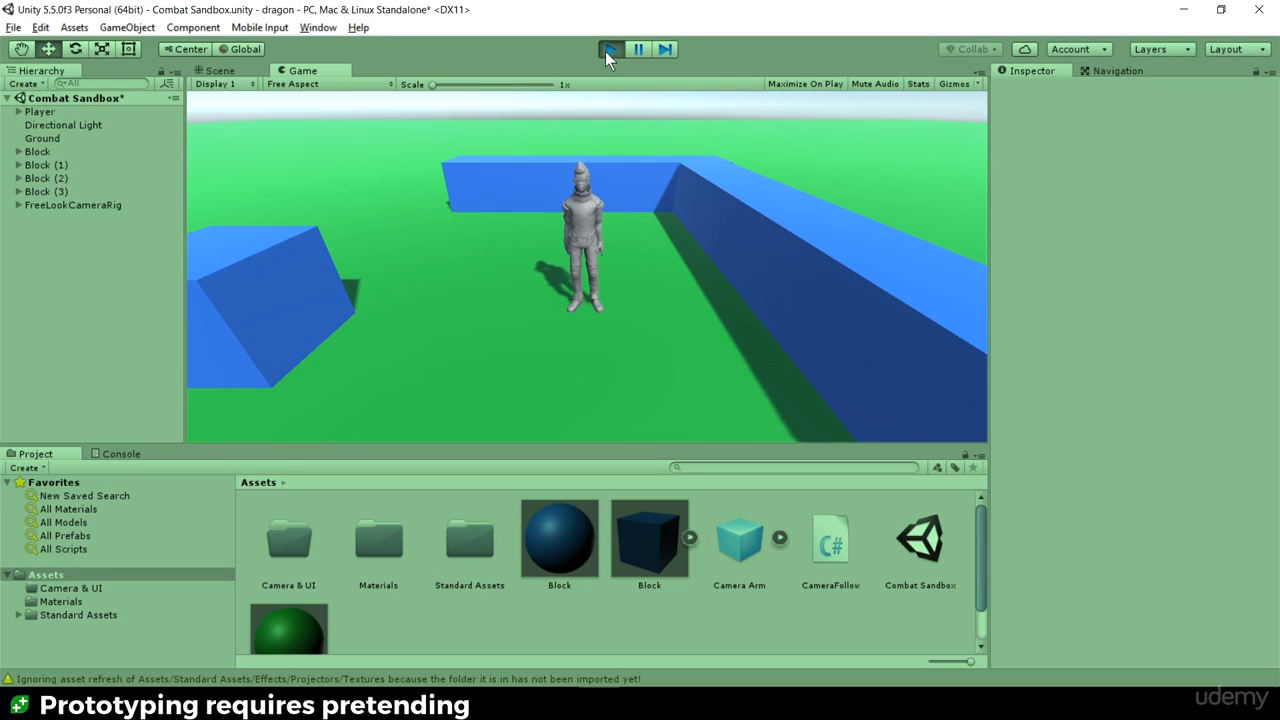 Unity 5.5.0f3 Personal (64bit) - Combat Sandbox.unity - dragon - PC, Mac & Linux Standalone* <DX11>
File Edit Assets GameObject Component Mobile Input Window Help
Center Global Collab Account Layers Layout
Hierarchy Scene Game Inspector Navigation
Create All Display 1 Free Aspect Scale 1x Maximize On Play Mute Audio Stats Gizmos
Combat Sandbox*
Player
Directional Light
Ground
Block
Block (1)
Block (2)
Block (3)
FreeLookCameraRig
Project Console
Create
Favorites
New Saved Search
All Materials
All Models
All Prefabs
All Scripts
Assets
Camera & UI
Materials
Standard Assets
Assets
C#
Camera & UI Materials Standard Assets Block Block Camera Arm CameraFollow Combat Sandbox
Ignoring asset refresh of Assets/Standard Assets/Effects/Projectors/Textures because the folder it is in has not been imported yet!
Prototyping requires pretending
udemy